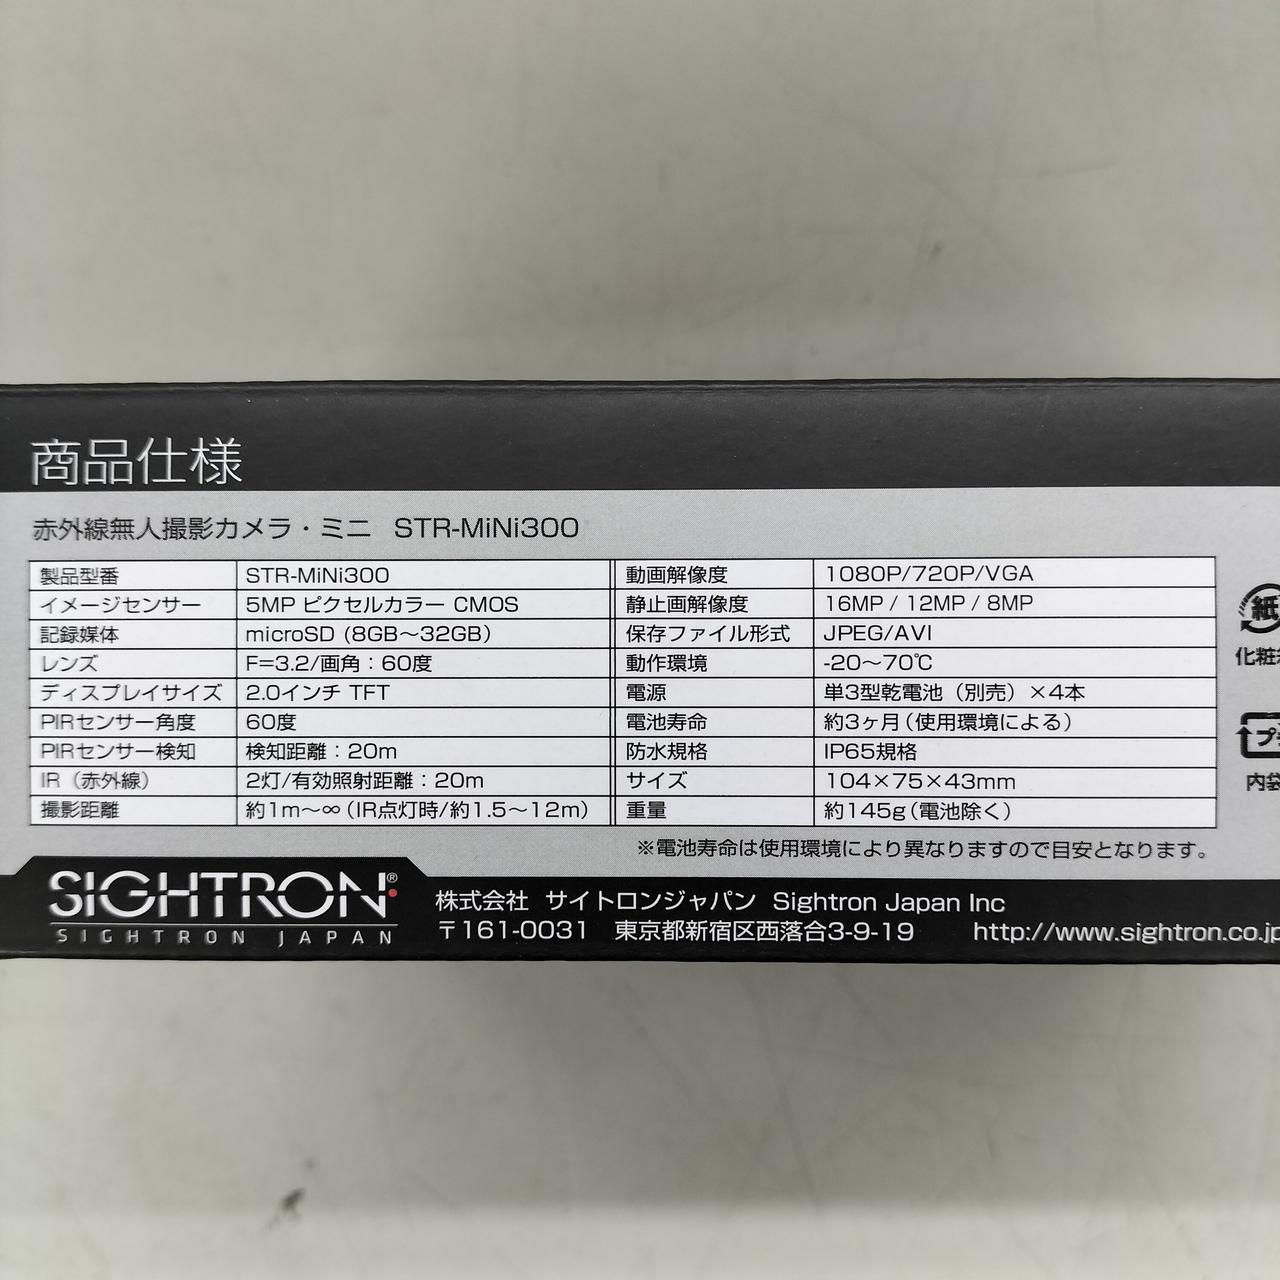 商品仕様
赤外線無人撮影カメラ・ミニ STR-MiNi300
製品型番 STR-MiNi300 動画解像度 1080P/720P/VGA
イメージセンサー 5MP ピクセルカラー CMOS 静止画解像度 16MP / 12MP / 8MP
記録媒体 microSD (8GB～32GB) 保存ファイル形式 JPEG/AVI
レンズ F=3.2/画角：60度 動作環境 -20～70℃
ディスプレイサイズ 2.0インチ TFT 電源 単3型乾電池（別売）×4本
PIRセンサー角度 60度 電池寿命 約3ヶ月（使用環境による）
PIRセンサー検知 検知距離：20m 防水規格 IP65規格
IR（赤外線） 2灯/有効照射距離：20m サイズ 104×75×43mm
撮影距離 約1m～∞（IR点灯時/約1.5～12m） 重量 約145g（電池除く）
※電池寿命は使用環境により異なりますので目安となります。
紙
化粧
プ
内袋
SIGHTRON®
SIGHTRON JAPAN
株式会社 サイトロンジャパン Sightron Japan Inc
〒161-0031 東京都新宿区西落合3-9-19 http://www.sightron.co.jp